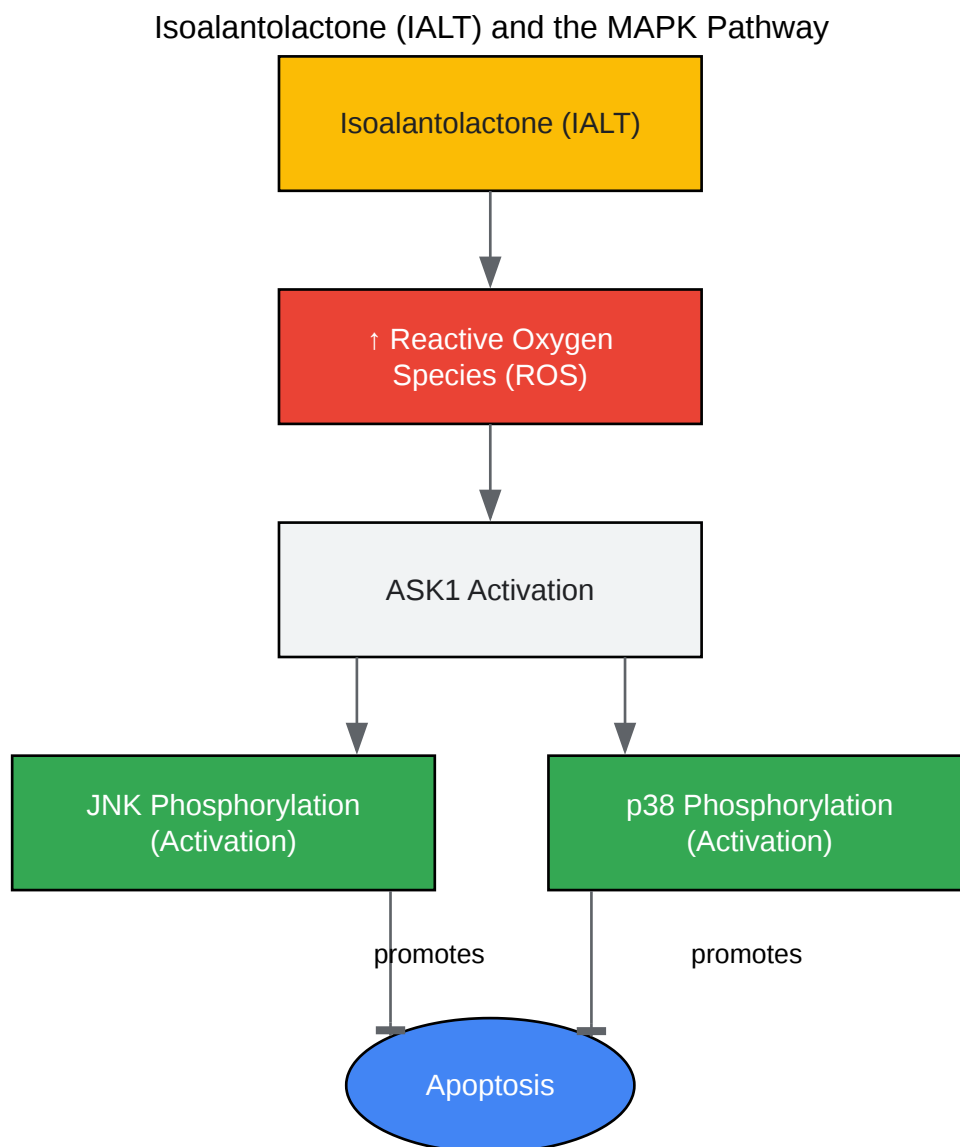 Isoalantolactone (IALT) and the MAPK Pathway
Isoalantolactone (IALT)
↑ Reactive Oxygen
Species (ROS)
ASK1 Activation
JNK Phosphorylation
(Activation)
p38 Phosphorylation
(Activation)
promotes
promotes
Apoptosis